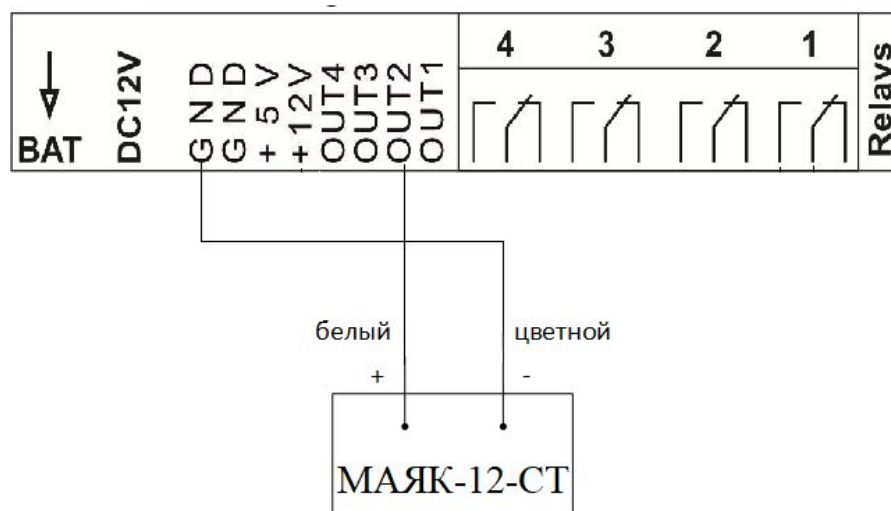 BAT
DC12V
GND
GND
+5V
+12V
OUT4
OUT3
OUT2
OUT1
4 3 2 1
Relays
белый цветной
+ -
МАЯК-12-СТ